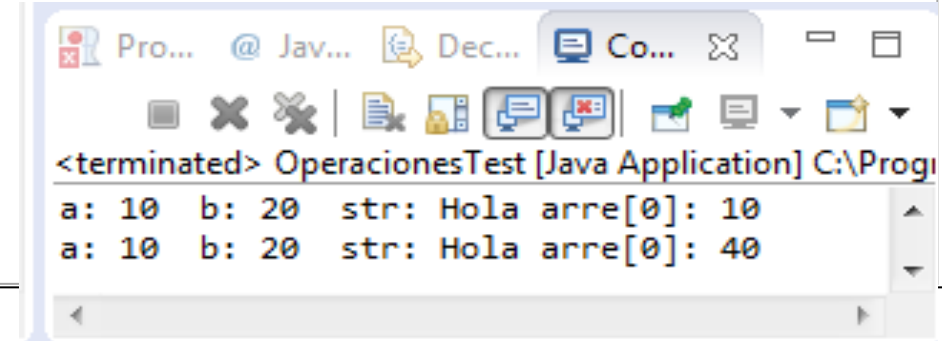 Pro... @ Jav... Dec... Co...
<terminated> OperacionesTest [Java Application] C:\Progr
a: 10  b: 20  str: Hola arre[0]: 10
a: 10  b: 20  str: Hola arre[0]: 40